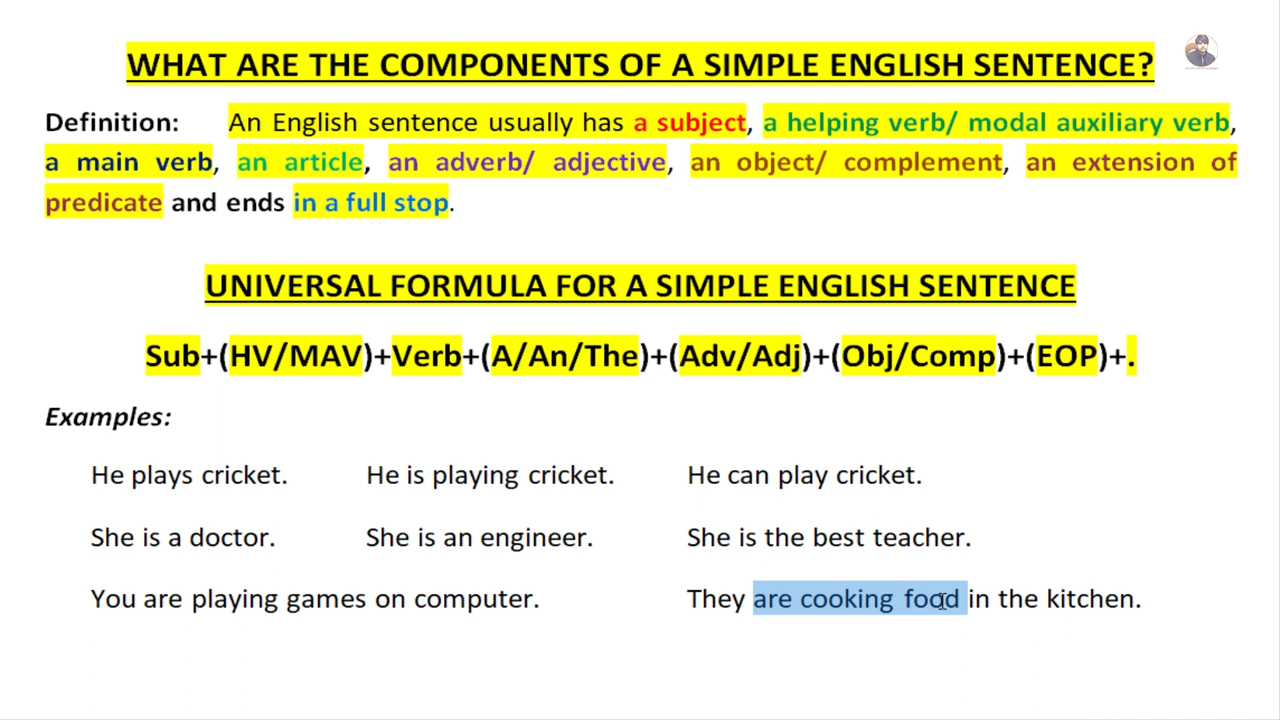 WHAT ARE THE COMPONENTS OF A SIMPLE ENGLISH SENTENCE?
Definition: An English sentence usually has a subject, a helping verb/ modal auxiliary verb,
a main verb, an article, an adverb/ adjective, an object/ complement, an extension of
predicate and ends in a full stop.
UNIVERSAL FORMULA FOR A SIMPLE ENGLISH SENTENCE
Sub+(HV/MAV)+Verb+(A/An/The)+(Adv/Adj)+(Obj/Comp)+(EOP)+.
Examples:
He plays cricket. He is playing cricket. He can play cricket.
She is a doctor. She is an engineer. She is the best teacher.
You are playing games on computer. They are cooking food in the kitchen.